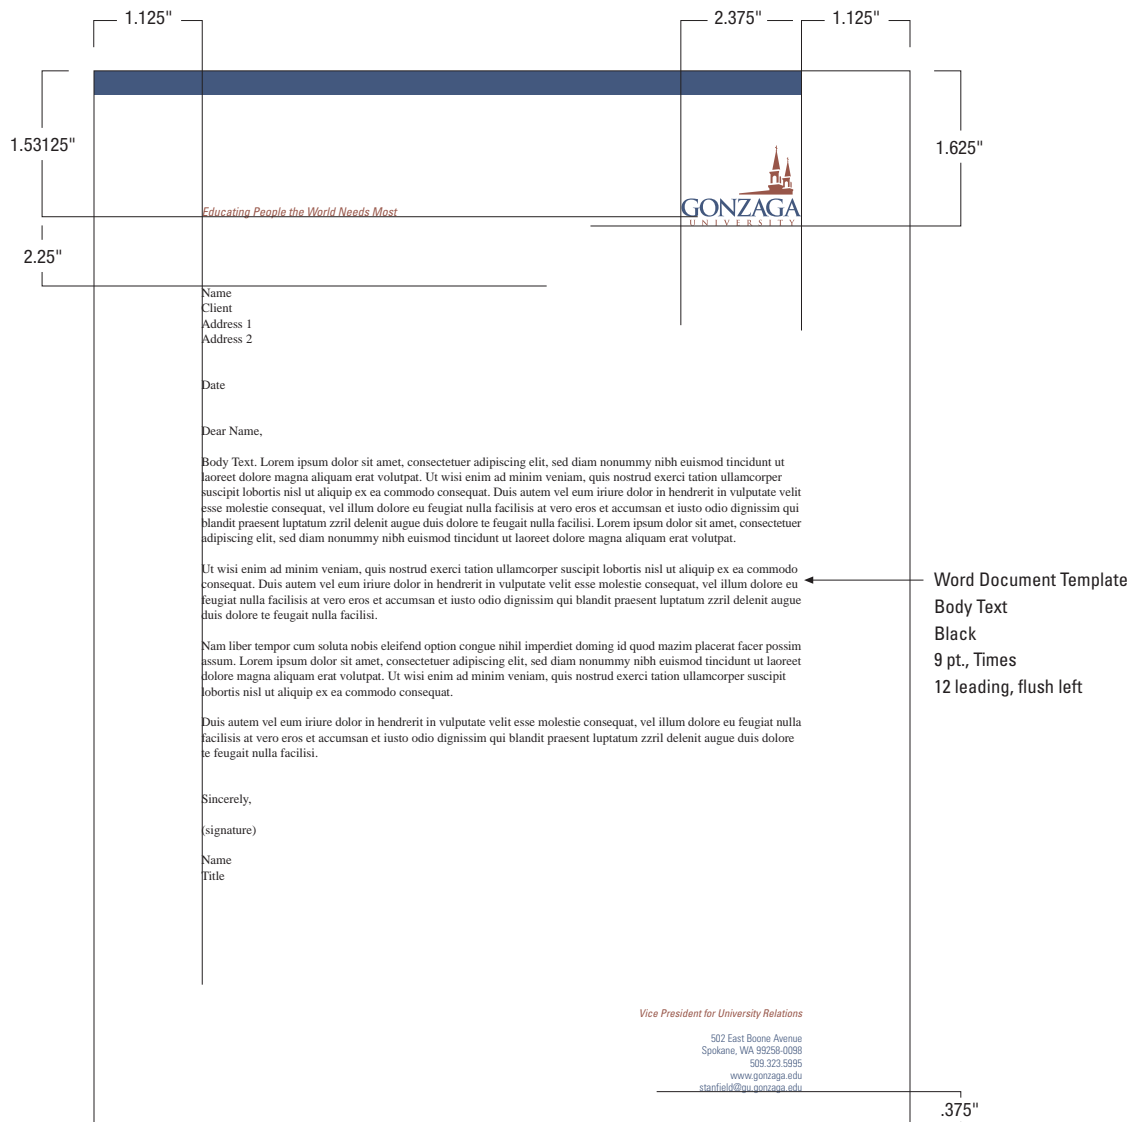 1.125"
2.375"
1.125"
1.53125"
1.625"
Educating People the World Needs Most
GONZAGA
UNIVERSITY
2.25"
Name
Client
Address 1
Address 2
Date
Dear Name,
Body Text. Lorem ipsum dolor sit amet, consectetuer adipiscing elit, sed diam nonummy nibh euismod tincidunt ut
laoreet dolore magna aliquam erat volutpat. Ut wisi enim ad minim veniam, quis nostrud exerci tation ullamcorper
suscipit lobortis nisl ut aliquip ex ea commodo consequat. Duis autem vel eum iriure dolor in hendrerit in vulputate velit
esse molestie consequat, vel illum dolore eu feugiat nulla facilisis at vero eros et accumsan et iusto odio dignissim qui
blandit praesent luptatum zzril delenit augue duis dolore te feugait nulla facilisi. Lorem ipsum dolor sit amet, consectetuer
adipiscing elit, sed diam nonummy nibh euismod tincidunt ut laoreet dolore magna aliquam erat volutpat.
Ut wisi enim ad minim veniam, quis nostrud exerci tation ullamcorper suscipit lobortis nisl ut aliquip ex ea commodo
consequat. Duis autem vel eum iriure dolor in hendrerit in vulputate velit esse molestie consequat, vel illum dolore eu
feugiat nulla facilisis at vero eros et accumsan et iusto odio dignissim qui blandit praesent luptatum zzril delenit augue
duis dolore te feugait nulla facilisi.
Nam liber tempor cum soluta nobis eleifend option congue nihil imperdiet doming id quod mazim placerat facer possim
assum. Lorem ipsum dolor sit amet, consectetuer adipiscing elit, sed diam nonummy nibh euismod tincidunt ut laoreet
dolore magna aliquam erat volutpat. Ut wisi enim ad minim veniam, quis nostrud exerci tation ullamcorper suscipit
lobortis nisl ut aliquip ex ea commodo consequat.
Duis autem vel eum iriure dolor in hendrerit in vulputate velit esse molestie consequat, vel illum dolore eu feugiat nulla
facilisis at vero eros et accumsan et iusto odio dignissim qui blandit praesent luptatum zzril delenit augue duis dolore
te feugait nulla facilisi.
Sincerely,
(signature)
Name
Title
Word Document Template
Body Text
Black
9 pt., Times
12 leading, flush left
Vice President for University Relations
502 East Boone Avenue
Spokane, WA 99258-0098
509.323.5995
www.gonzaga.edu
stanfield@gu.gonzaga.edu
.375"